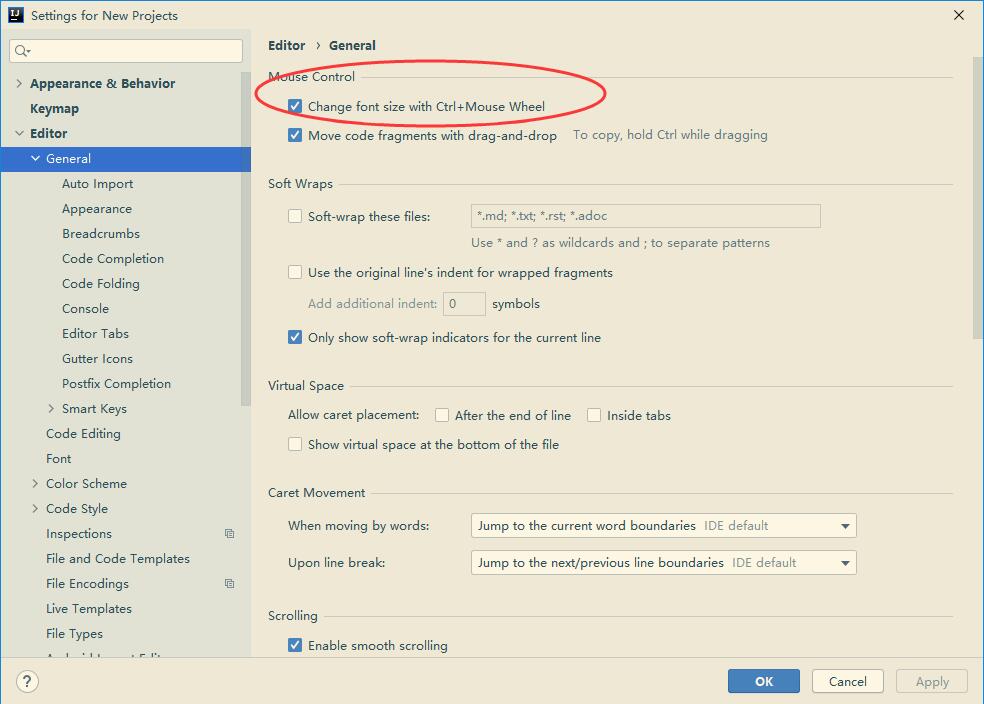 IJ Settings for New Projects
Appearance & Behavior
Keymap
Editor
General
Auto Import
Appearance
Breadcrumbs
Code Completion
Code Folding
Console
Editor Tabs
Gutter Icons
Postfix Completion
Smart Keys
Code Editing
Font
Color Scheme
Code Style
Inspections
File and Code Templates
File Encodings
Live Templates
File Types
Editor › General
Mouse Control
Change font size with Ctrl+Mouse Wheel
Move code fragments with drag-and-drop To copy, hold Ctrl while dragging
Soft Wraps
Soft-wrap these files: *.md; *.txt; *.rst; *.adoc
Use * and ? as wildcards and ; to separate patterns
Use the original line's indent for wrapped fragments
Add additional indent: 0 symbols
Only show soft-wrap indicators for the current line
Virtual Space
Allow caret placement: After the end of line Inside tabs
Show virtual space at the bottom of the file
Caret Movement
When moving by words: Jump to the current word boundaries IDE default
Upon line break: Jump to the next/previous line boundaries IDE default
Scrolling
Enable smooth scrolling
? OK Cancel Apply